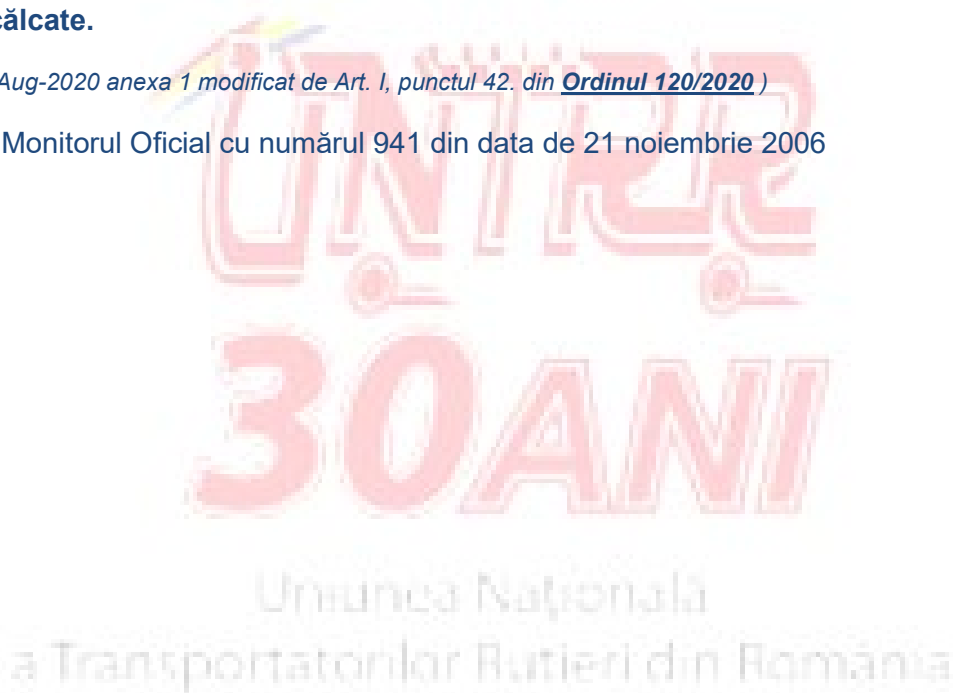 călcate.
Aug-2020 anexa 1 modificat de Art. I, punctul 42. din Ordinul 120/2020 )
Monitorul Oficial cu numărul 941 din data de 21 noiembrie 2006
UNTRR
30ANI
Uniunea Națională
a Transportatorilor Rutieri din România